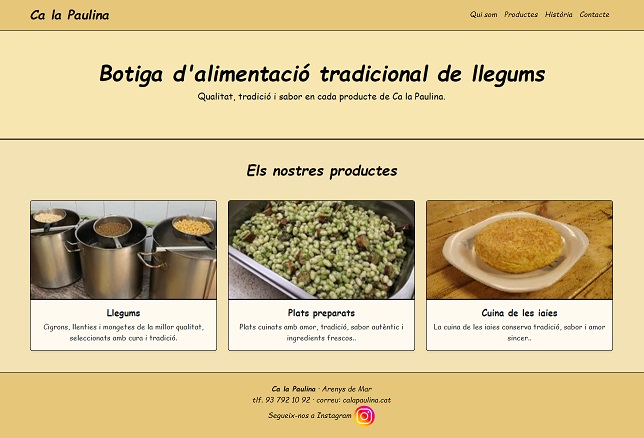 Ca la Paulina
Qui som Productes Història Contacte
Botiga d'alimentació tradicional de llegums
Qualitat, tradició i sabor en cada producte de Ca la Paulina.
Els nostres productes
Llegums
Cigrons, llenties i mongetes de la millor qualitat,
seleccionats amb cura i tradició.
Plats preparats
Plats cuinats amb amor, tradició, sabor autèntic i
ingredients frescos..
Cuina de les iaies
La cuina de les iaies conserva tradició, sabor i amor
sincer..
Ca la Paulina · Arenys de Mar
tlf. 93 792 10 92 · correu: calapaulina.cat
Segueix-nos a Instagram